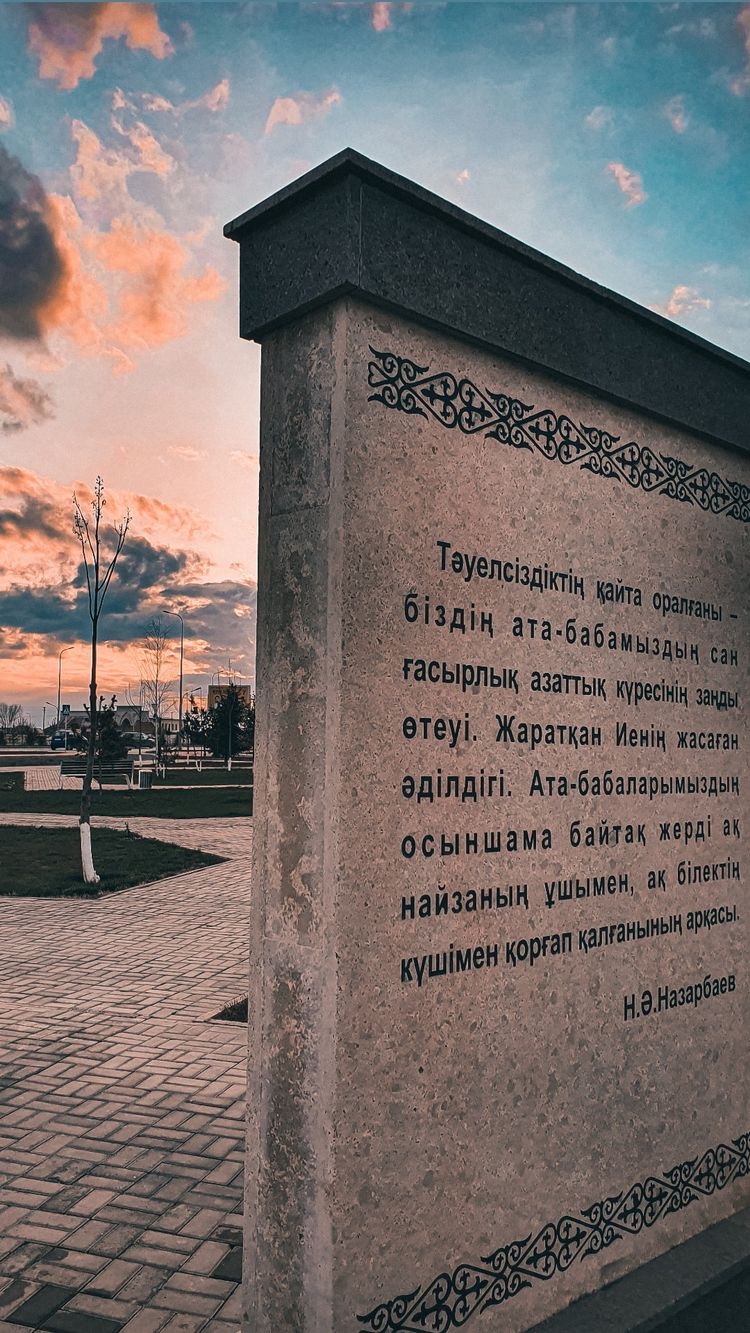 Тәуелсіздіктің қайта оралғаны –
біздің ата-бабамыздың сан
ғасырлық азаттық күресінің заңды
өтеуі. Жаратқан Иенің жасаған
әділдігі. Ата-бабаларымыздың
осыншама байтақ жерді ақ
найзаның ұшымен, ақ білектің
күшімен қорғап қалғанының арқасы.
Н.Ә.Назарбаев